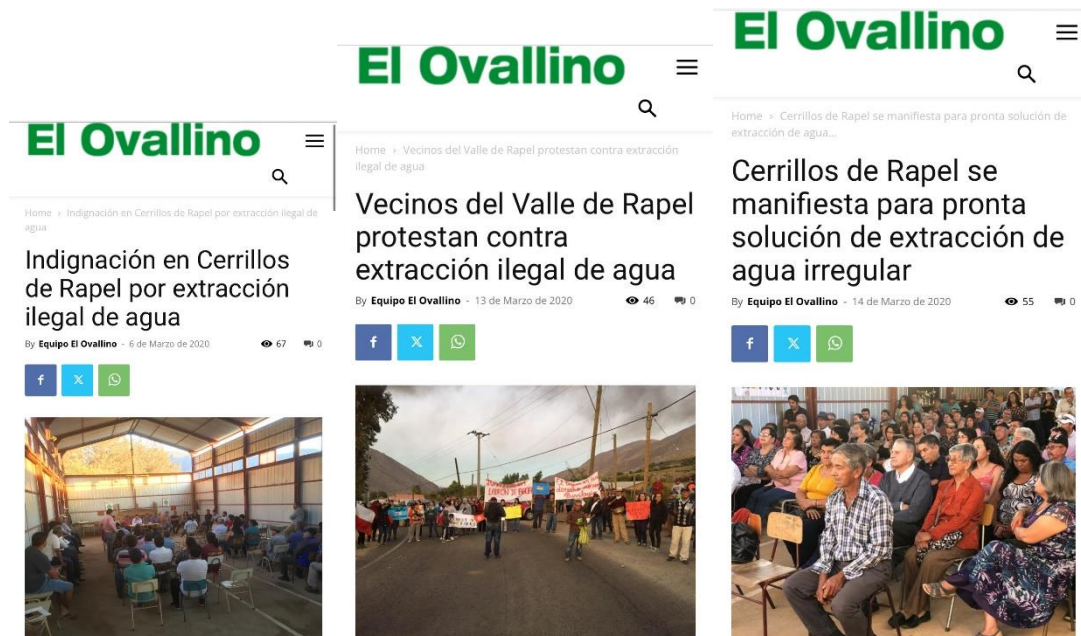 El Ovallino
Home › Indignación en Cerrillos de Rapel por extracción ilegal de
agua
Indignación en Cerrillos
de Rapel por extracción
ilegal de agua
By Equipo El Ovallino - 6 de Marzo de 2020 67 0
El Ovallino
Home › Vecinos del Valle de Rapel protestan contra extracción
ilegal de agua
Vecinos del Valle de Rapel
protestan contra
extracción ilegal de agua
By Equipo El Ovallino - 13 de Marzo de 2020 46 0
LADRÓN DE
El Ovallino
Home › Cerrillos de Rapel se manifiesta para pronta solución de
extracción de agua...
Cerrillos de Rapel se
manifiesta para pronta
solución de extracción de
agua irregular
By Equipo El Ovallino - 14 de Marzo de 2020 55 0